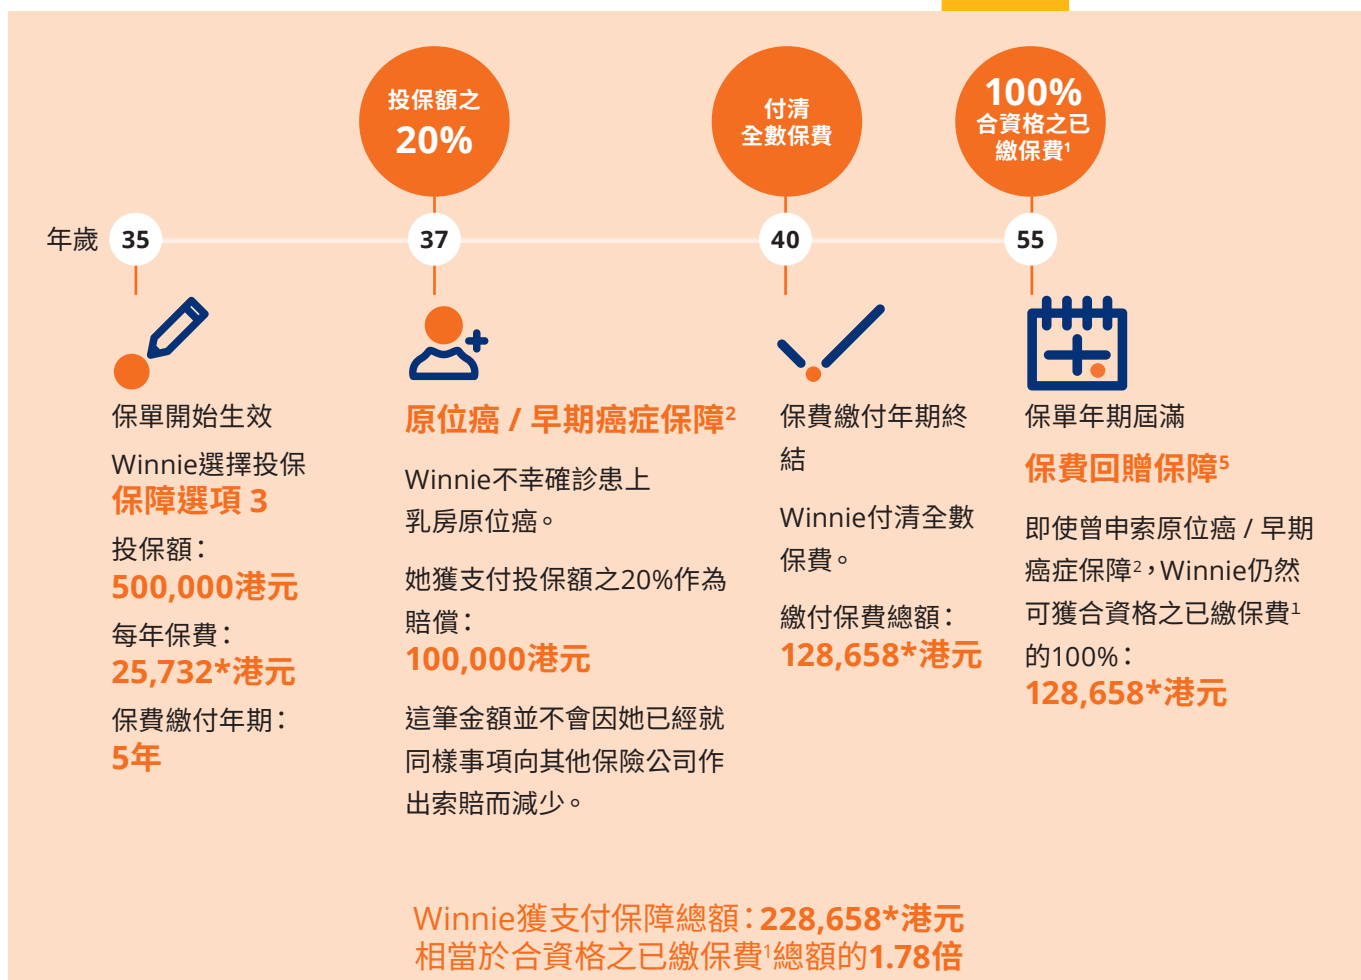 投保額之
20%
付清
全數保費
100%
合資格之已
繳保費1
年歲 35 37 40 55
保單開始生效
Winnie選擇投保
保障選項 3
投保額：
500,000港元
每年保費：
25,732*港元
保費繳付年期：
5年
原位癌 / 早期癌症保障2
Winnie不幸確診患上
乳房原位癌。
她獲支付投保額之20%作為
賠償：
100,000港元
這筆金額並不會因她已經就
同樣事項向其他保險公司作
出索賠而減少。
保費繳付年期終
結
Winnie付清全數
保費。
繳付保費總額：
128,658*港元
保單年期屆滿
保費回贈保障5
即使曾申索原位癌 / 早期
癌症保障2，Winnie仍然
可獲合資格之已繳保費1
的100%：
128,658*港元
Winnie獲支付保障總額：228,658*港元
相當於合資格之已繳保費1總額的1.78倍